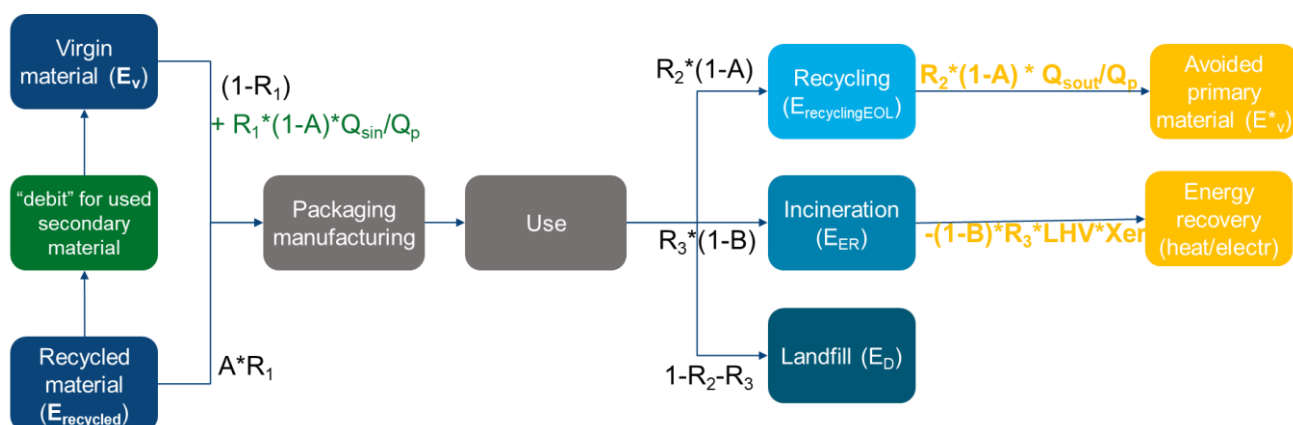 Virgin
material (Ev)
(1-R1)
+ R1*(1-A)*Qsin/Qp
"debit" for used
secondary
material
Recycled
material
(Erecycled)
A*R1
Packaging
manufacturing
Use
R2*(1-A)
Recycling
(ErecyclingEOL)
R2*(1-A) * Qsout/Qp
Avoided
primary
material (E*v)
R3*(1-B)
Incineration
(EER)
-(1-B)*R3*LHV*Xer
Energy
recovery
(heat/electr)
1-R2-R3
Landfill (ED)